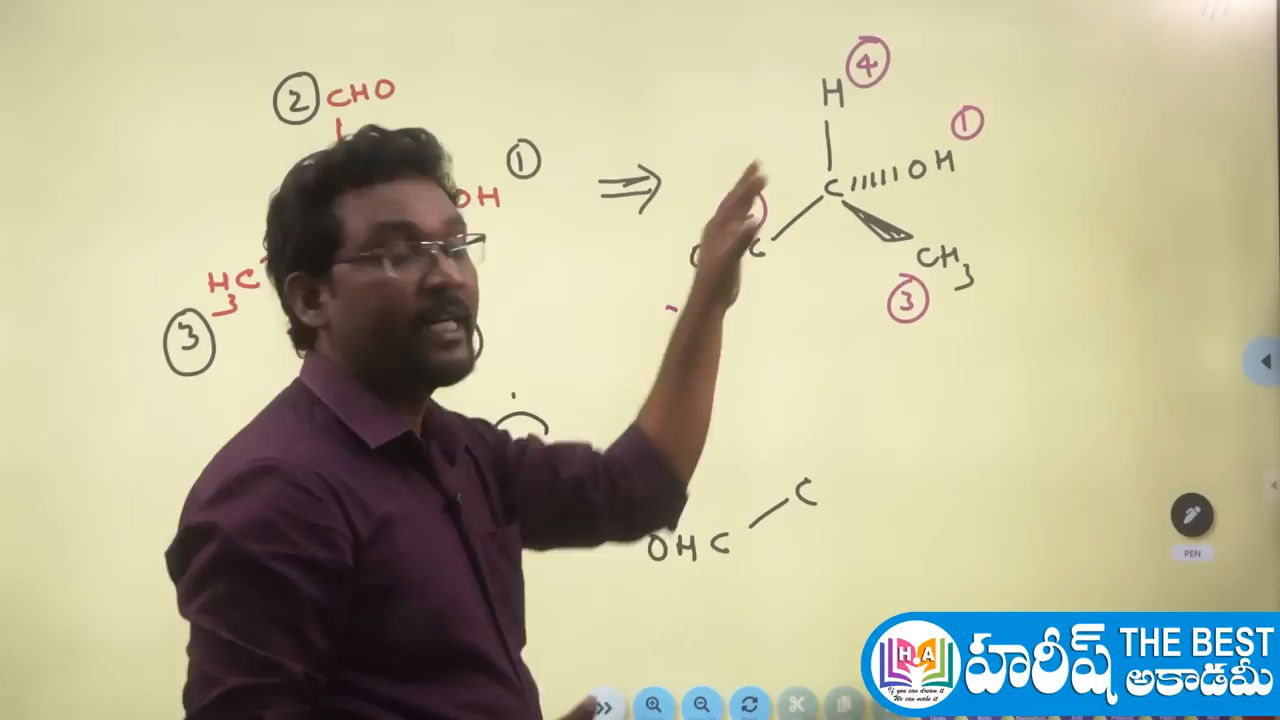 2 CHO
1
OH
H3C
3
4
H
1
C OH
C
CH3
3
C
OHC
PEN
H.A
If you can dream it
We can make it
హరీష్ THE BEST
అకాడమీ